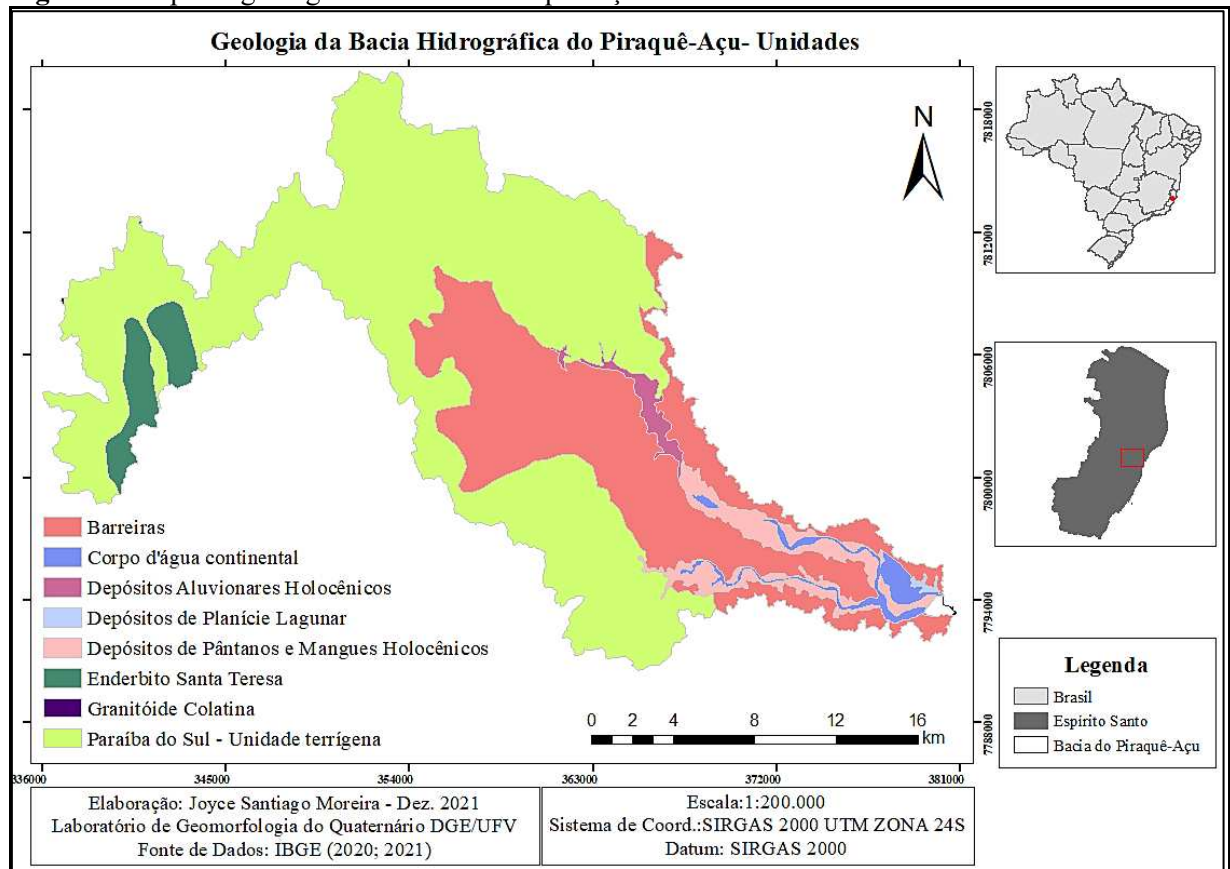 Geologia da Bacia Hidrográfica do Piraquê-Açu- Unidades
N
7818000
7812000
7806000
7800000
7794000
7788000
Barreiras
Corpo d'água continental
Depósitos Aluvionares Holocênicos
Depósitos de Planície Lagunar
Depósitos de Pântanos e Mangues Holocênicos
Enderbito Santa Teresa
Granitóide Colatina
Paraíba do Sul - Unidade terrígena
0 2 4 8 12 16
km
336000 345000 354000 363000 372000 381000
Legenda
Brasil
Espírito Santo
Bacia do Piraquê-Açu
Elaboração: Joyce Santiago Moreira - Dez. 2021
Laboratório de Geomorfologia do Quaternário DGE/UFV
Fonte de Dados: IBGE (2020; 2021)
Escala:1:200.000
Sistema de Coord.:SIRGAS 2000 UTM ZONA 24S
Datum: SIRGAS 2000